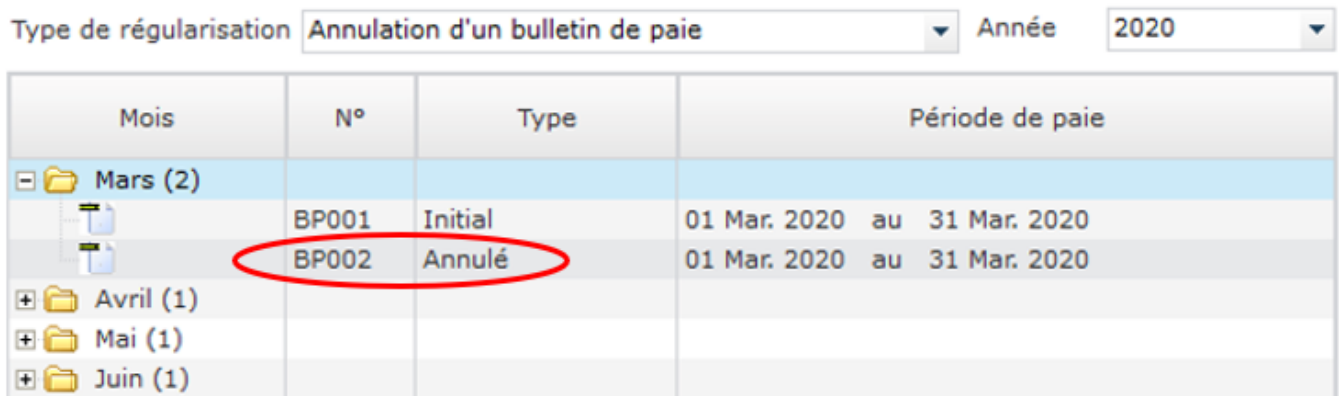 Type de régularisation Annulation d'un bulletin de paie Année 2020
Mois N° Type Période de paie
Mars (2)
BP001 Initial 01 Mar. 2020 au 31 Mar. 2020
BP002 Annulé 01 Mar. 2020 au 31 Mar. 2020
Avril (1)
Mai (1)
Juin (1)